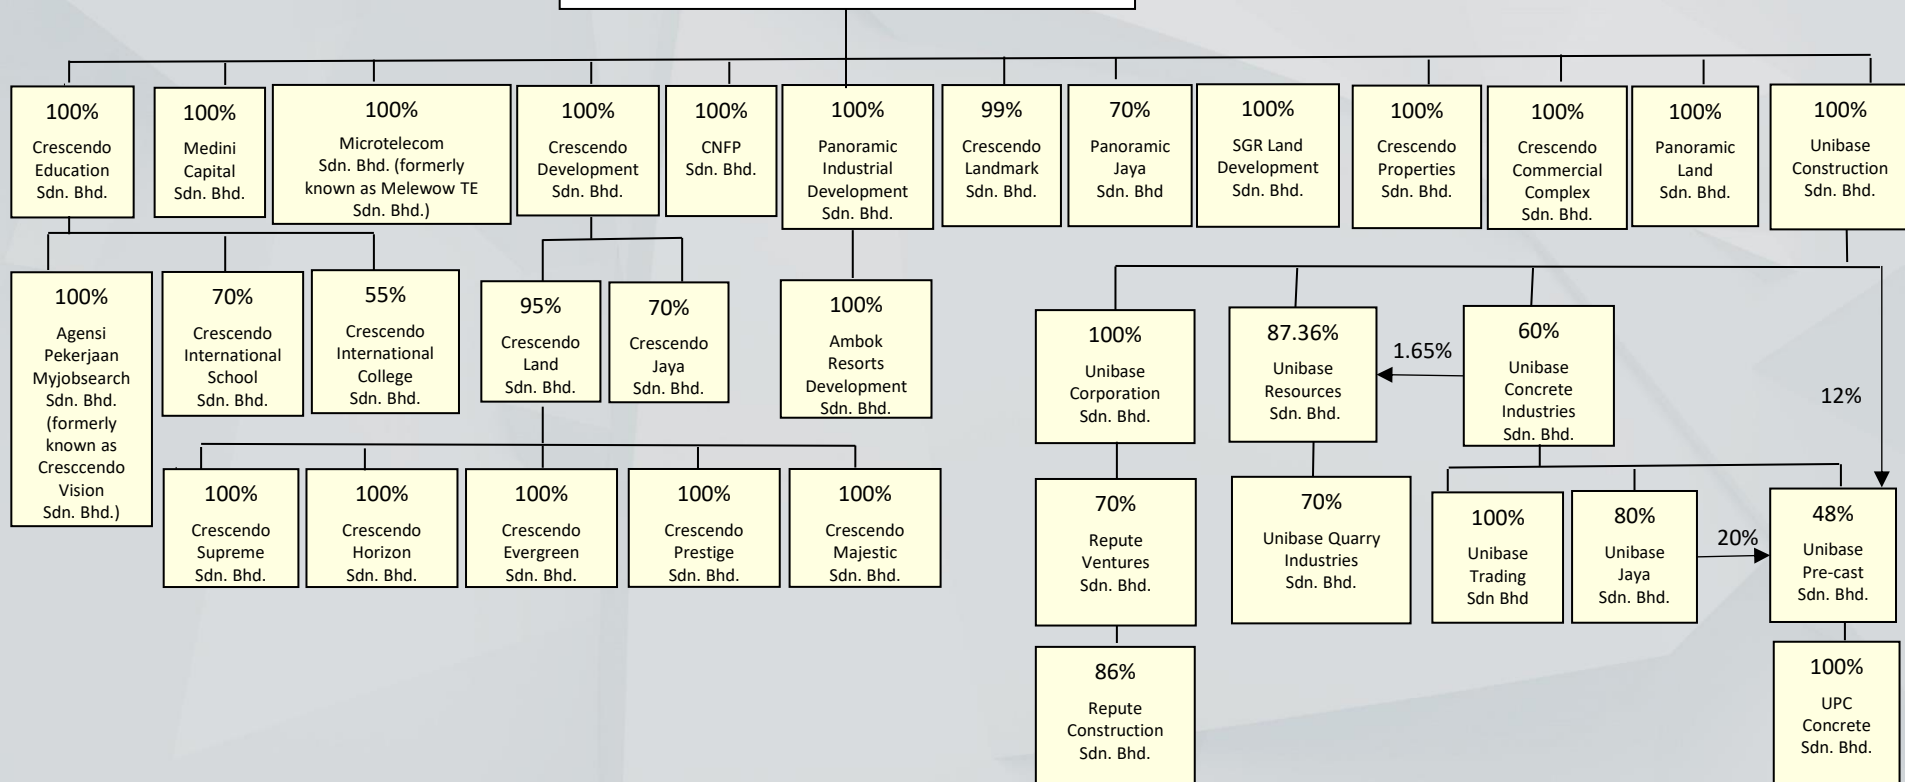 100%
Crescendo
Education
Sdn. Bhd.
100%
Medini
Capital
Sdn. Bhd.
100%
Microtelecom
Sdn. Bhd. (formerly
known as Melewow TE
Sdn. Bhd.)
100%
Crescendo
Development
Sdn. Bhd.
100%
CNFP
Sdn. Bhd.
100%
Panoramic
Industrial
Development
Sdn. Bhd.
99%
Crescendo
Landmark
Sdn. Bhd.
70%
Panoramic
Jaya
Sdn. Bhd
100%
SGR Land
Development
Sdn. Bhd.
100%
Crescendo
Properties
Sdn. Bhd.
100%
Crescendo
Commercial
Complex
Sdn. Bhd.
100%
Panoramic
Land
Sdn. Bhd.
100%
Unibase
Construction
Sdn. Bhd.
100%
Agensi
Pekerjaan
Myjobsearch
Sdn. Bhd.
(formerly
known as
Cresccendo
Vision
Sdn. Bhd.)
70%
Crescendo
International
School
Sdn. Bhd.
55%
Crescendo
International
College
Sdn. Bhd.
95%
Crescendo
Land
Sdn. Bhd.
70%
Crescendo
Jaya
Sdn. Bhd.
100%
Ambok
Resorts
Development
Sdn. Bhd.
100%
Unibase
Corporation
Sdn. Bhd.
87.36%
Unibase
Resources
Sdn. Bhd.
1.65%
60%
Unibase
Concrete
Industries
Sdn. Bhd.
12%
100%
Crescendo
Supreme
Sdn. Bhd.
100%
Crescendo
Horizon
Sdn. Bhd.
100%
Crescendo
Evergreen
Sdn. Bhd.
100%
Crescendo
Prestige
Sdn. Bhd.
100%
Crescendo
Majestic
Sdn. Bhd.
70%
Repute
Ventures
Sdn. Bhd.
70%
Unibase Quarry
Industries
Sdn. Bhd.
100%
Unibase
Trading
Sdn Bhd
80%
Unibase
Jaya
Sdn. Bhd.
20%
48%
Unibase
Pre-cast
Sdn. Bhd.
86%
Repute
Construction
Sdn. Bhd.
100%
UPC
Concrete
Sdn. Bhd.